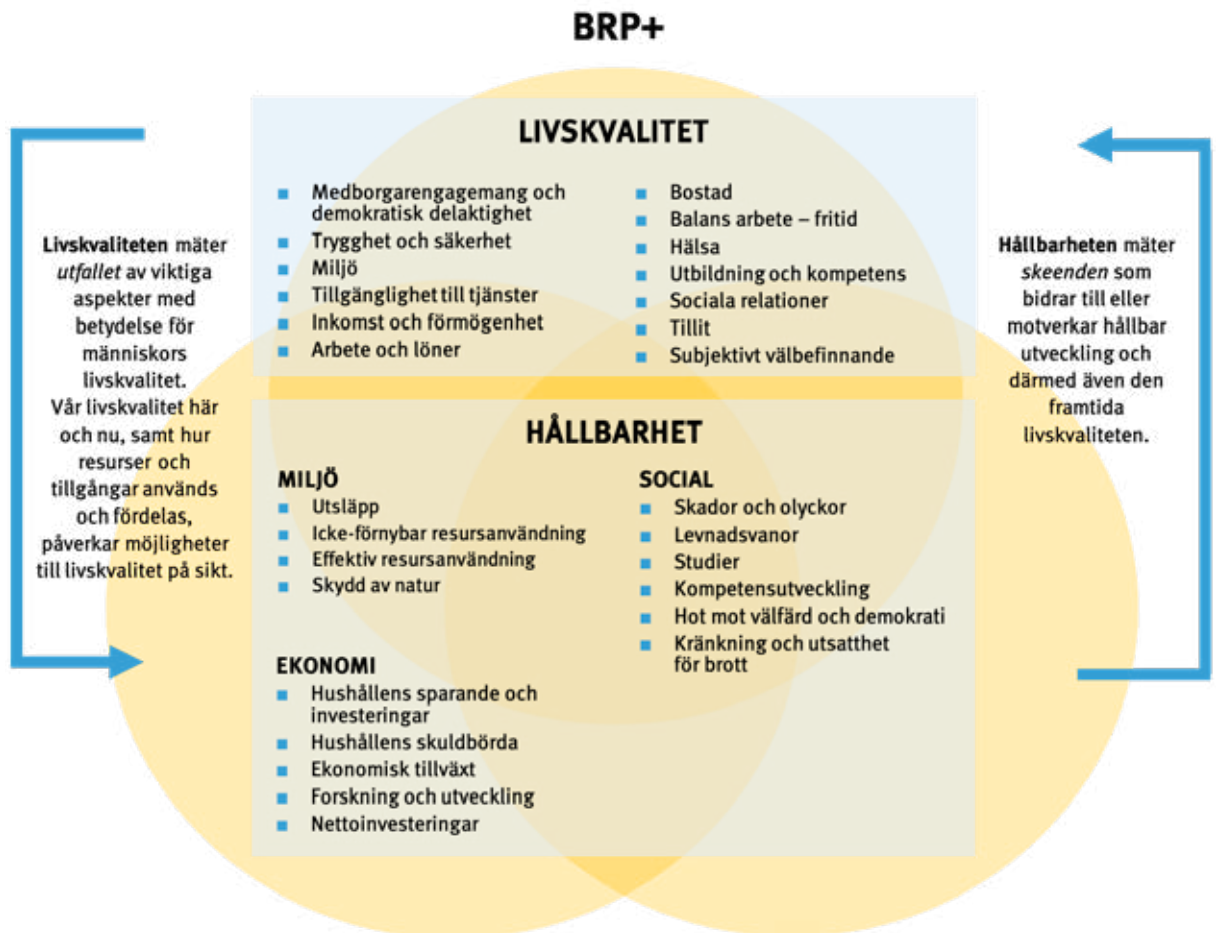 BRP+
LIVSKVALITET
Medborgarengagemang och
demokratisk delaktighet
Trygghet och säkerhet
Miljö
Tillgänglighet till tjänster
Inkomst och förmögenhet
Arbete och löner
Bostad
Balans arbete – fritid
Hälsa
Utbildning och kompetens
Sociala relationer
Tillit
Subjektivt välbefinnande
Livskvaliteten mäter
utfallet av viktiga
aspekter med
betydelse för
människors
livskvalitet.
Vår livskvalitet här
och nu, samt hur
resurser och
tillgångar används
och fördelas,
påverkar möjligheter
till livskvalitet på sikt.
Hållbarheten mäter
skeenden som
bidrar till eller
motverkar hållbar
utveckling och
därmed även den
framtida
livskvaliteten.
HÅLLBARHET
MILJÖ
Utsläpp
Icke-förnybar resursanvändning
Effektiv resursanvändning
Skydd av natur
SOCIAL
Skador och olyckor
Levnadsvanor
Studier
Kompetensutveckling
Hot mot välfärd och demokrati
Kränkning och utsatthet
för brott
EKONOMI
Hushållens sparande och
investeringar
Hushållens skuldbörda
Ekonomisk tillväxt
Forskning och utveckling
Nettoinvesteringar